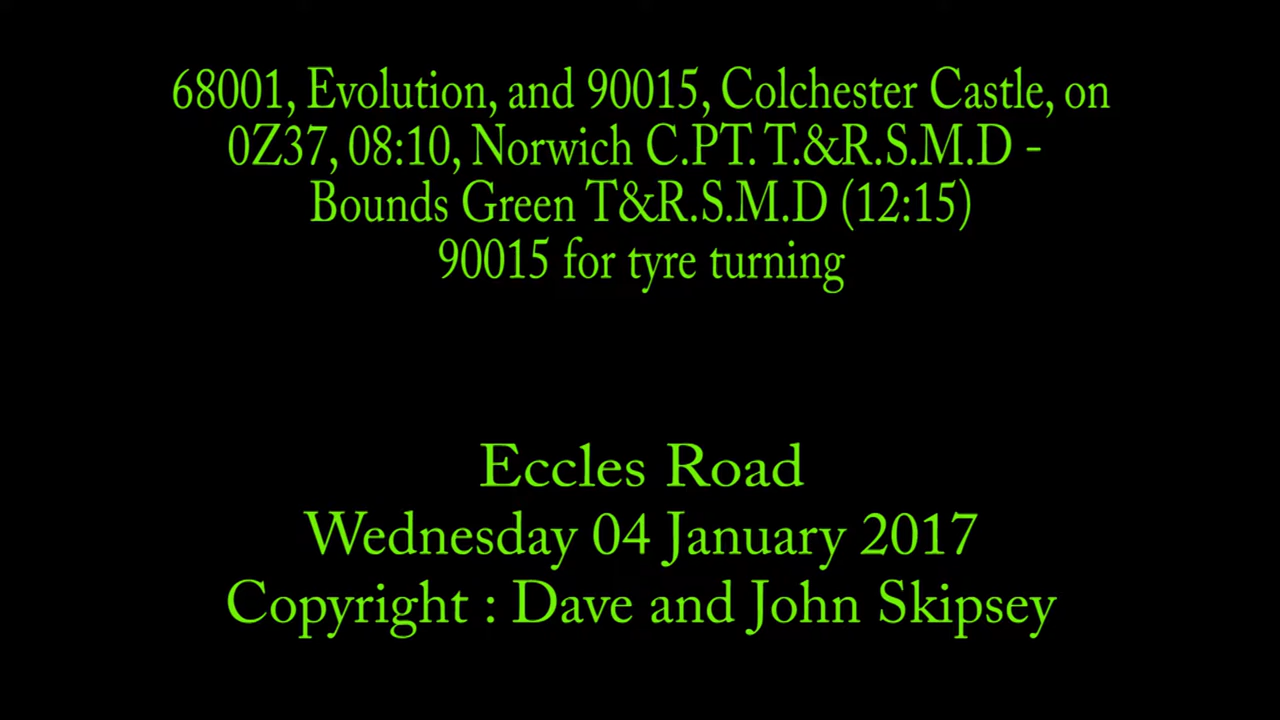 68001, Evolution, and 90015, Colchester Castle, on
0Z37, 08:10, Norwich C.PT. T.&R.S.M.D -
Bounds Green T&R.S.M.D (12:15)
90015 for tyre turning
Eccles Road
Wednesday 04 January 2017
Copyright : Dave and John Skipsey